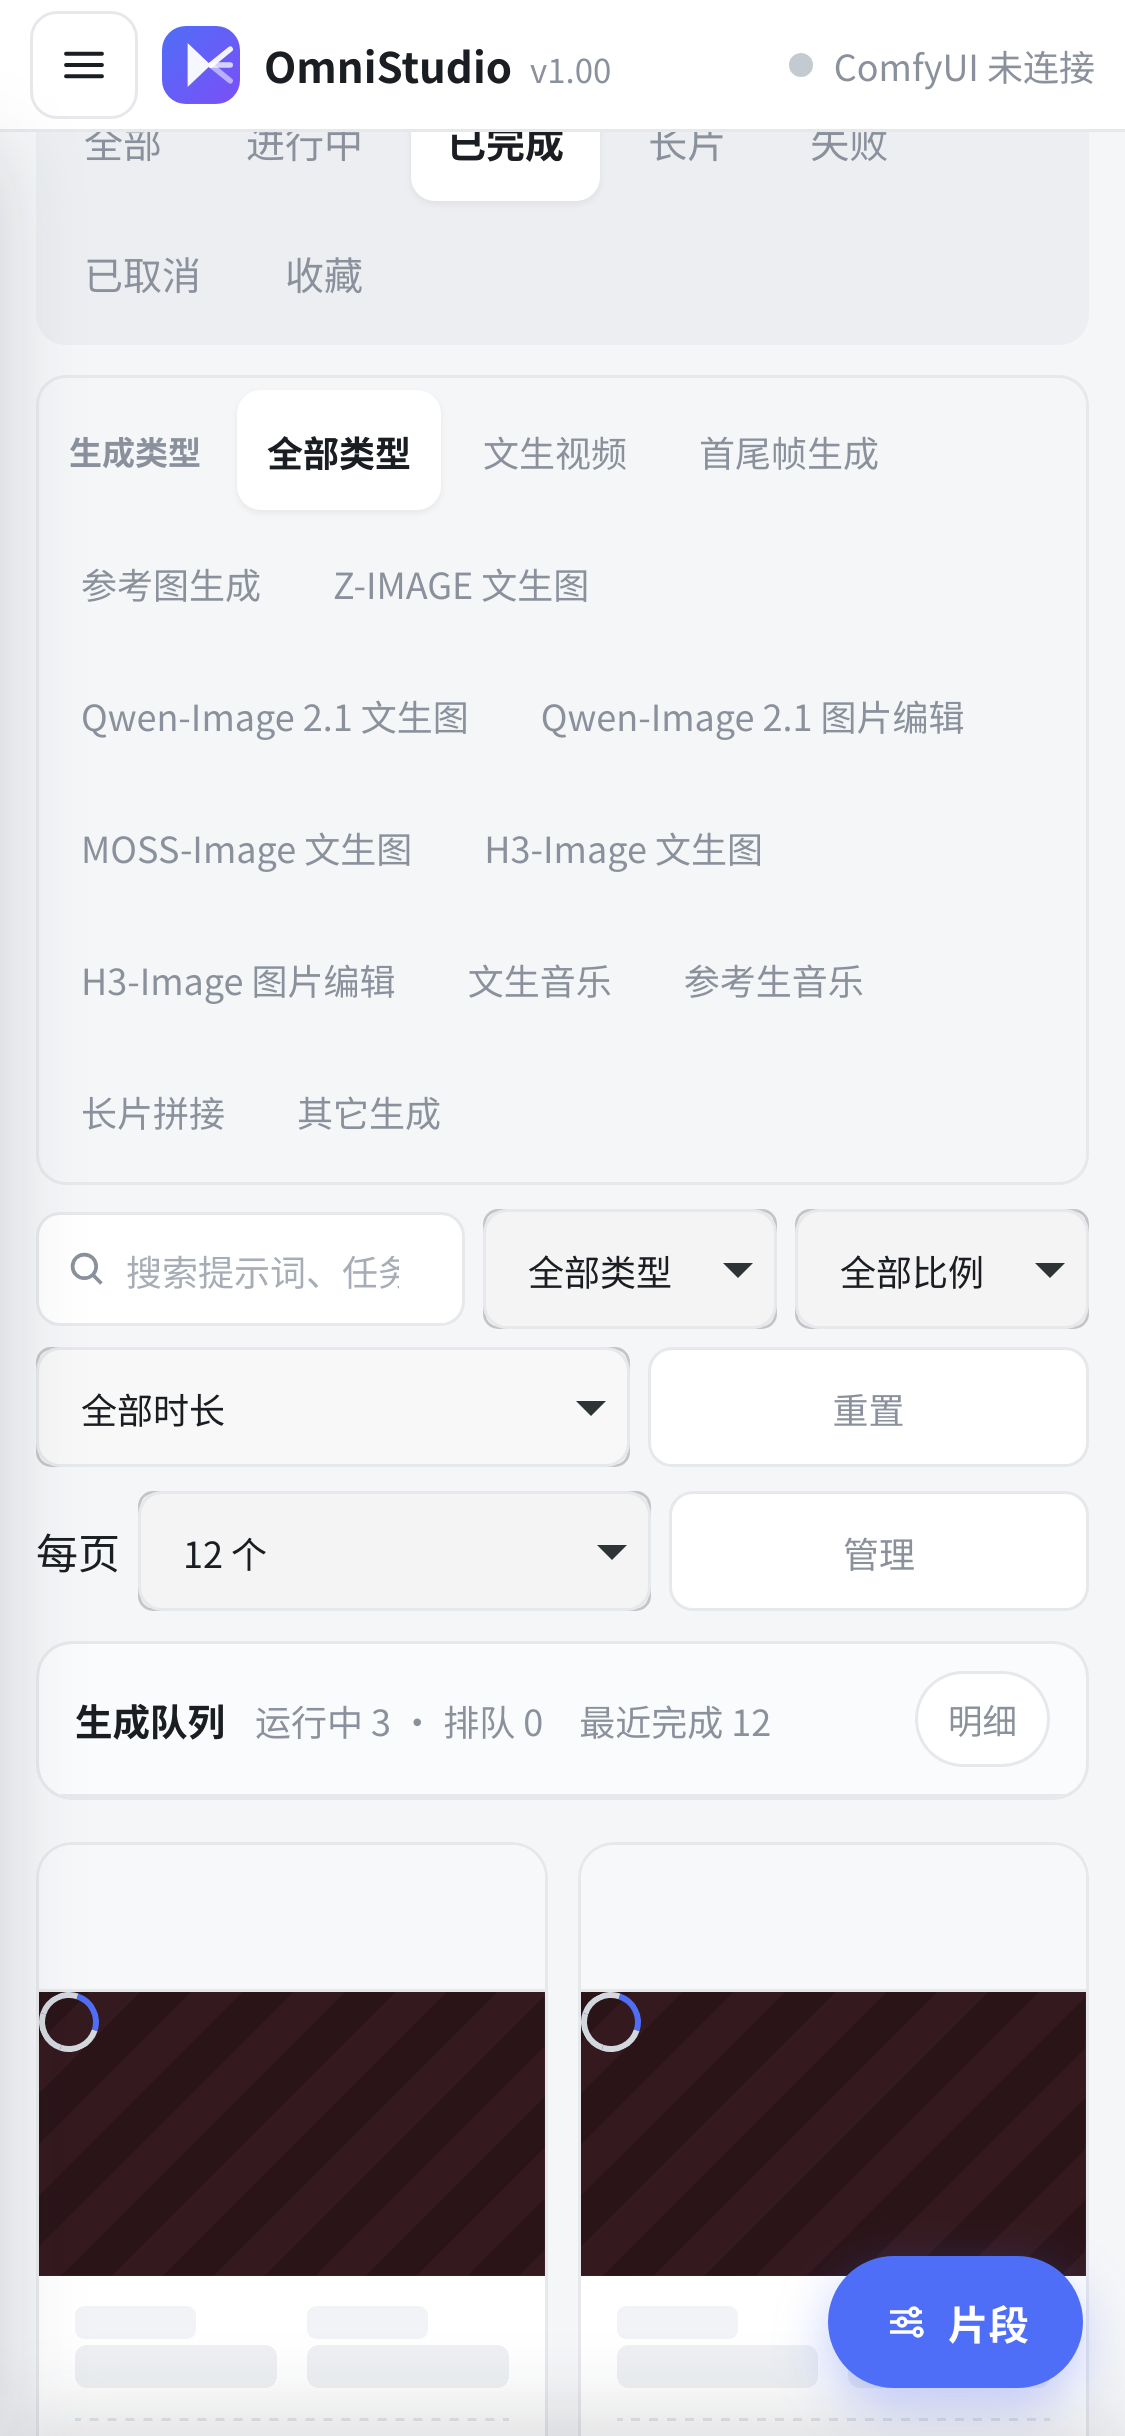 OmniStudio v1.00 ComfyUI 未连接
全部 进行中 已完成 长片 失败
已取消 收藏
生成类型 全部类型 文生视频 首尾帧生成
参考图生成 Z-IMAGE 文生图
Qwen-Image 2.1 文生图 Qwen-Image 2.1 图片编辑
MOSS-Image 文生图 H3-Image 文生图
H3-Image 图片编辑 文生音乐 参考生音乐
长片拼接 其它生成
搜索提示词、任务 全部类型 全部比例
全部时长 重置
每页 12 个 管理
生成队列 运行中 3 · 排队 0 最近完成 12 明细
片段